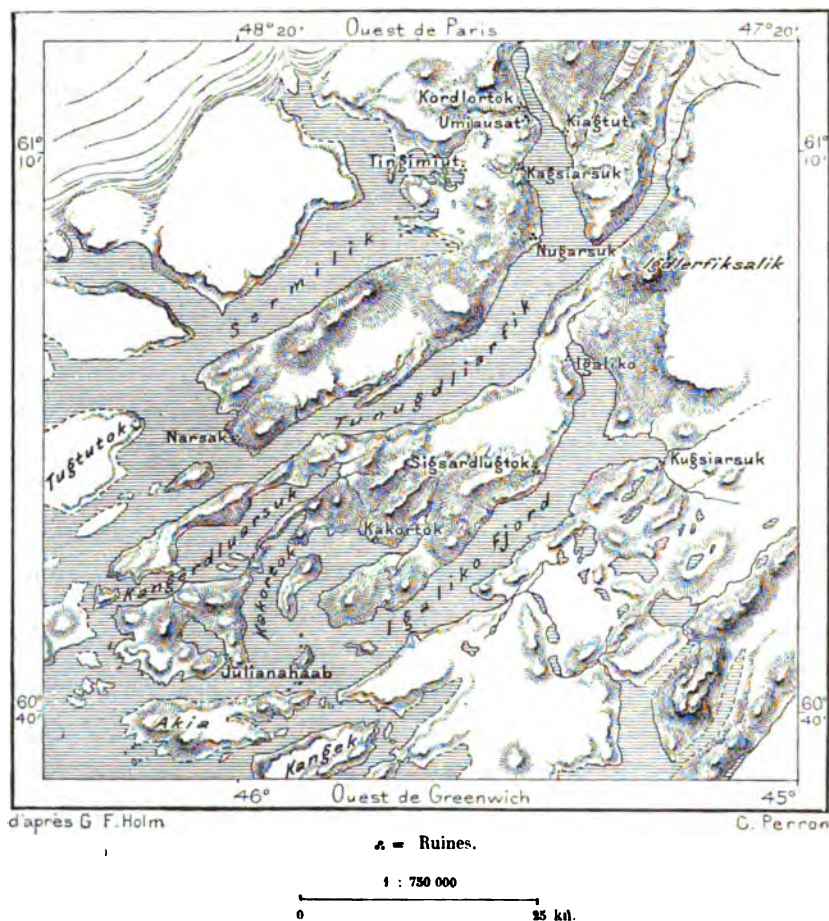 48°20' Ouest de Paris 47°20'
Kordlortok
Umiausat
Kiagtut
61°
10'
61
10'
Tingimiut
Kagsiarsuk
Nugarsuk
Igdlerfiksalik
Sermilik
Tunugdliarfik
Igaliko
Narsak
Tugtutok
Sigsardlugtok
Kugsiarsuk
Kangerdluarsuk
Kakortok
Kakortok
Igaliko Fjord
Julianahaab
60°
40'
60°
40'
Akia
Kangek
46° Ouest de Greenwich 45°
d'après G F. Holm C. Perron
= Ruines.
1 : 750 000
0 25 kil.